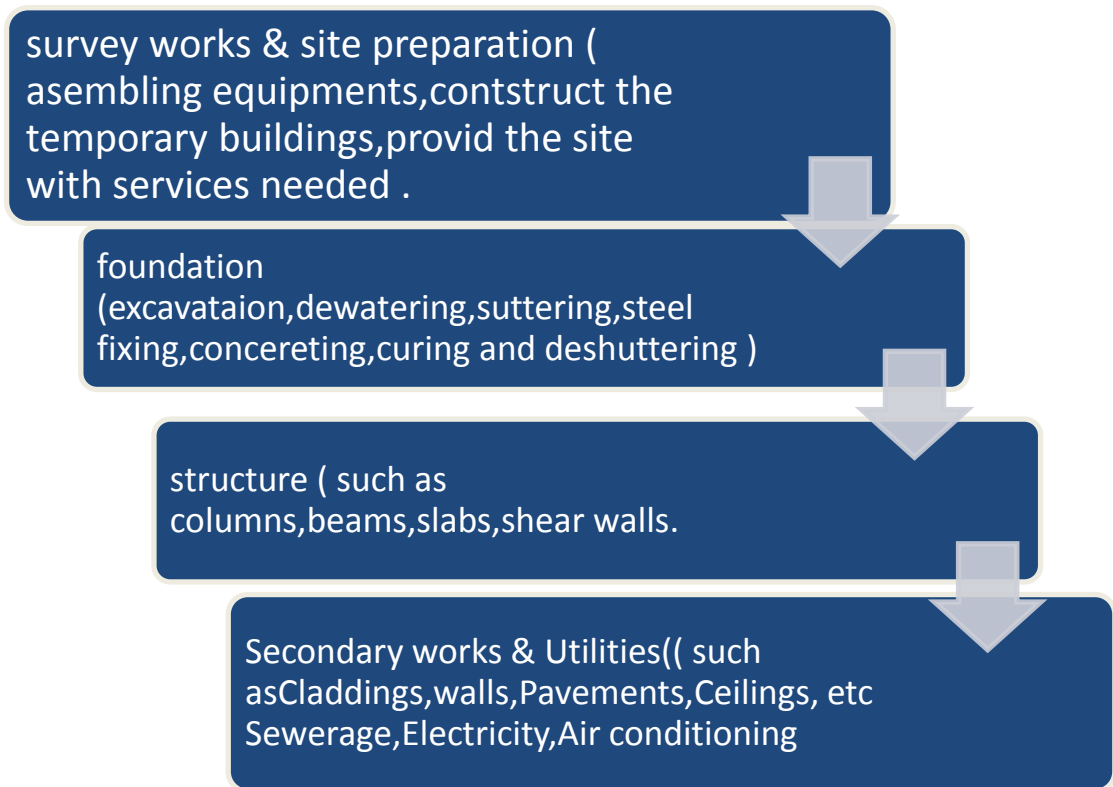 survey works & site preparation (
asembling equipments,contstruct the
temporary buildings,provid the site
with services needed .
foundation
(excavataion,dewatering,suttering,steel
fixing,concereting,curing and deshuttering )
structure ( such as
columns,beams,slabs,shear walls.
Secondary works & Utilities(( such
asCladdings,walls,Pavements,Ceilings, etc
Sewerage,Electricity,Air conditioning